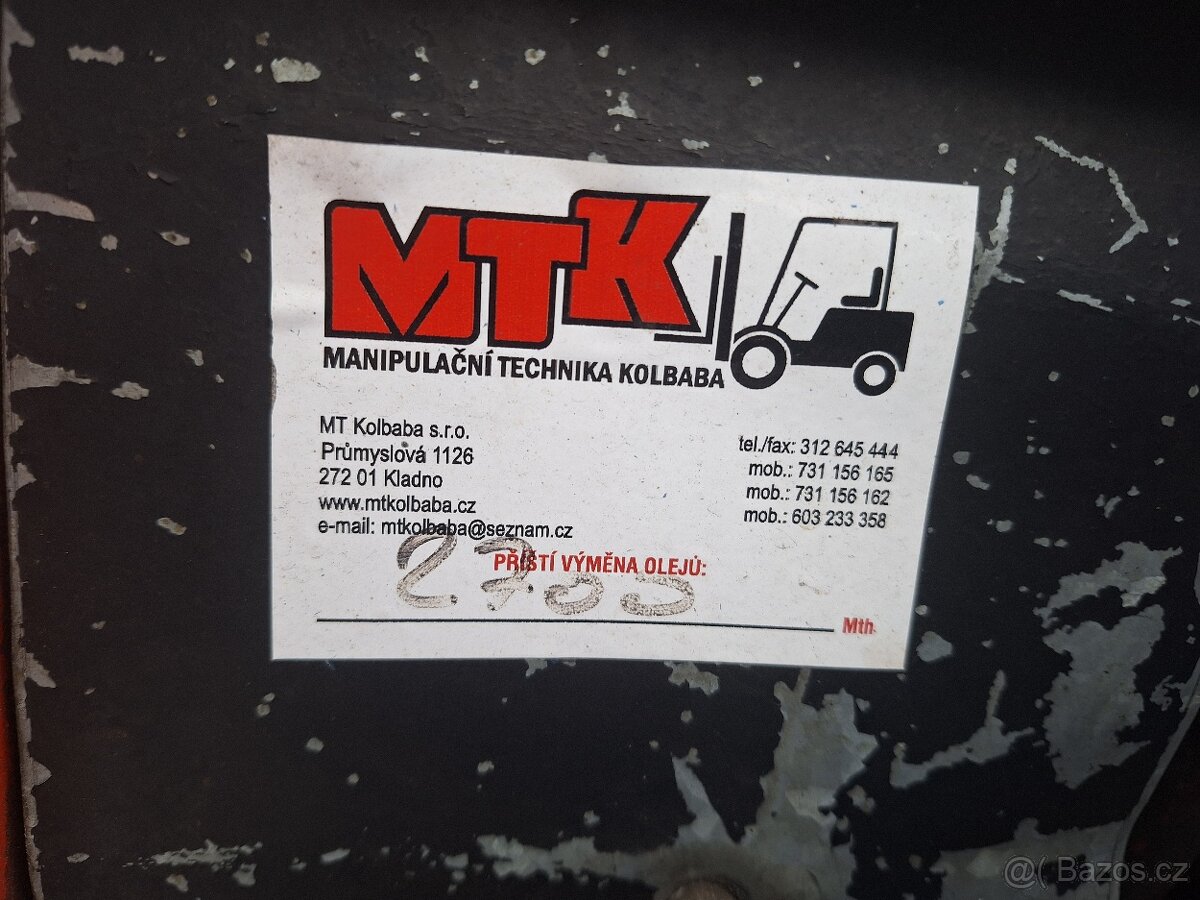 MTK
MANIPULAČNÍ TECHNIKA KOLBABA
MT Kolbaba s.r.o.
Průmyslová 1126
272 01 Kladno
www.mtkolbaba.cz
e-mail: mtkolbaba@seznam.cz
tel./fax: 312 645 444
mob.: 731 156 165
mob.: 731 156 162
mob.: 603 233 358
PŘÍŠTÍ VÝMĚNA OLEJŮ:
2700
Mth
@( Bazos.cz